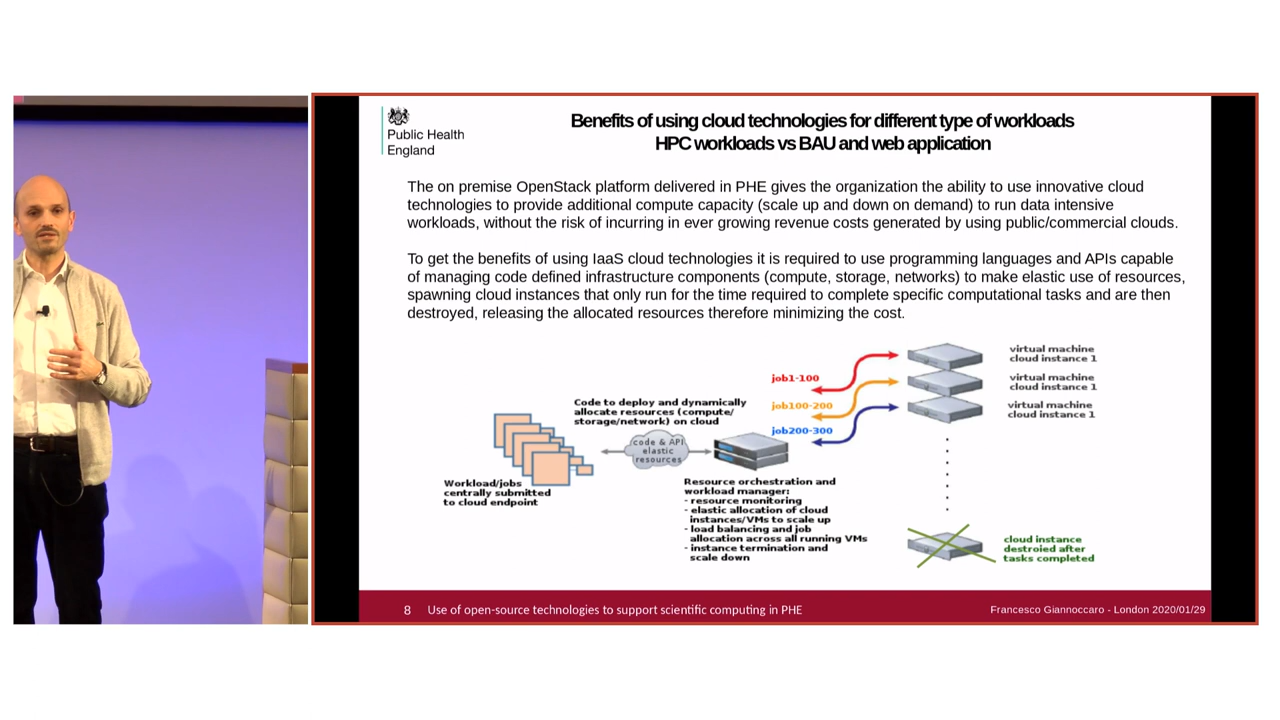 Public Health
England
Benefits of using cloud technologies for different type of workloads
HPC workloads vs BAU and web application
The on premise OpenStack platform delivered in PHE gives the organization the ability to use innovative cloud
technologies to provide additional compute capacity (scale up and down on demand) to run data intensive
workloads, without the risk of incurring in ever growing revenue costs generated by using public/commercial clouds.
To get the benefits of using IaaS cloud technologies it is required to use programming languages and APIs capable
of managing code defined infrastructure components (compute, storage, networks) to make elastic use of resources,
spawning cloud instances that only run for the time required to complete specific computational tasks and are then
destroyed, releasing the allocated resources therefore minimizing the cost.
Workload/jobs
centrally submitted
to cloud endpoint
Code to deploy and dynamically
allocate resources (compute/
storage/network) on cloud
code & API
elastic
resources
Resource orchestration and
workload manager:
- resource monitoring
- elastic allocation of cloud
instances/VMs to scale up
- load balancing and job
allocation across all running VMs
- instance termination and
scale down
job1-100
job100-200
job200-300
virtual machine
cloud instance 1
virtual machine
cloud instance 1
virtual machine
cloud instance 1
cloud instance
destroied after
tasks completed
8 Use of open-source technologies to support scientific computing in PHE
Francesco Giannoccaro - London 2020/01/29